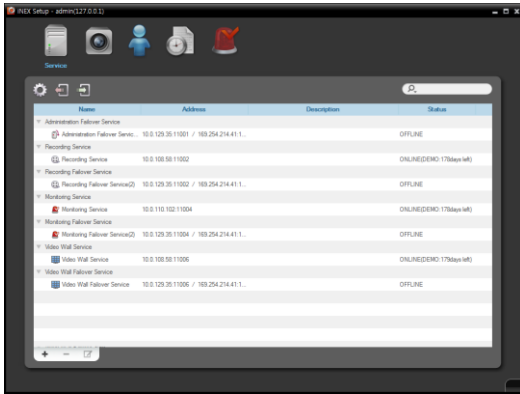 iNEX Setup - admin(127.0.0.1)
Service
Name Address Description Status
Administration Failover Service
Administration Failover Servic... 10.0.129.35:11001 / 169.254.214.41:1... OFFLINE
Recording Service
Recording Service 10.0.108.58:11002 ONLINE(DEMO:178days left)
Recording Failover Service
Recording Failover Service(2) 10.0.129.35:11002 / 169.254.214.41:1... OFFLINE
Monitoring Service
Monitoring Service 10.0.110.102:11004 ONLINE(DEMO:178days left)
Monitoring Failover Service
Monitoring Failover Service(2) 10.0.129.35:11004 / 169.254.214.41:1... OFFLINE
Video Wall Service
Video Wall Service 10.0.108.58:11006 ONLINE(DEMO:179days left)
Video Wall Failover Service
Video Wall Failover Service 10.0.129.35:11006 / 169.254.214.41:1... OFFLINE